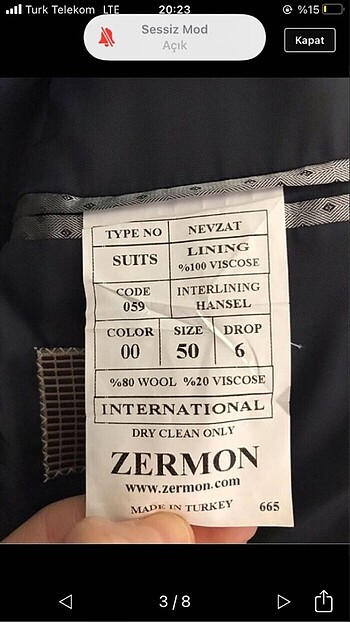 Turk Telekom LTE 20:23 %15
Sessiz Mod
Açık
Kapat
TYPE NO NEVZAT
SUITS LINING
%100 VISCOSE
CODE INTERLINING
059 HANSEL
COLOR SIZE DROP
00 50 6
%80 WOOL %20 VISCOSE
INTERNATIONAL
DRY CLEAN ONLY
ZERMON
www.zermon.com
MADE IN TURKEY 665
3 / 8